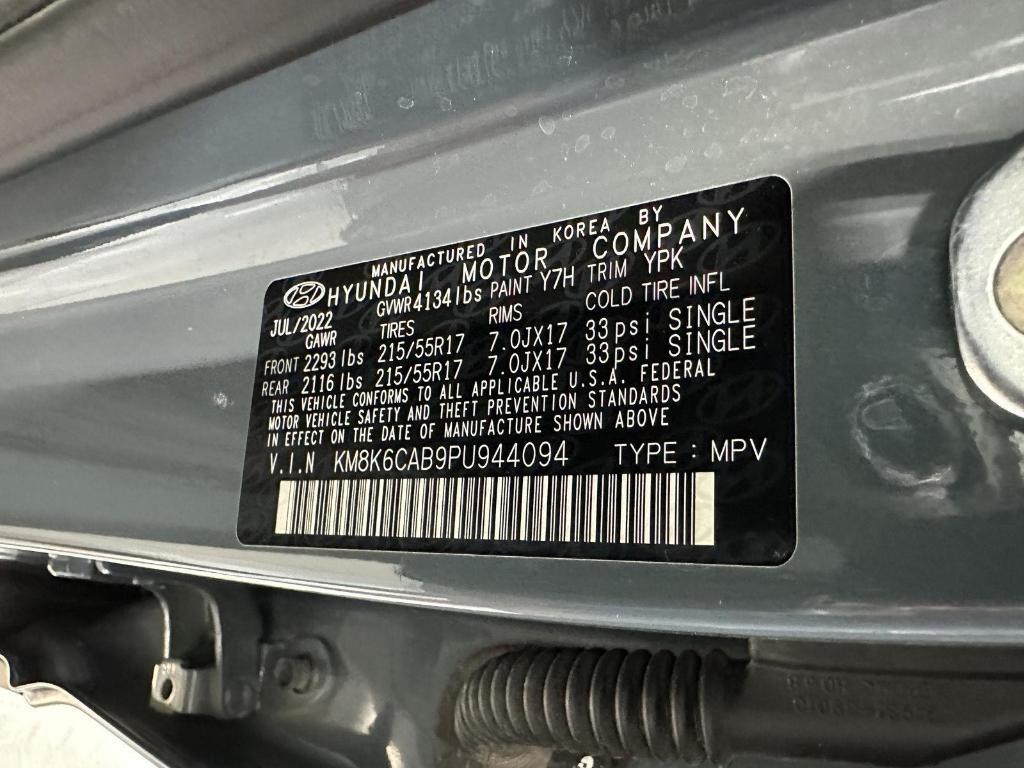 MANUFACTURED IN KOREA BY
HYUNDAI MOTOR COMPANY
JUL/2022 GVWR 4134 lbs PAINT Y7H TRIM YPK
GAWR TIRES RIMS COLD TIRE INFL
FRONT 2293 lbs 215/55R17 7.0JX17 33 psi SINGLE
REAR 2116 lbs 215/55R17 7.0JX17 33 psi SINGLE
THIS VEHICLE CONFORMS TO ALL APPLICABLE U.S.A. FEDERAL
MOTOR VEHICLE SAFETY AND THEFT PREVENTION STANDARDS
IN EFFECT ON THE DATE OF MANUFACTURE SHOWN ABOVE
V.I.N KM8K6CAB9PU944094 TYPE : MPV